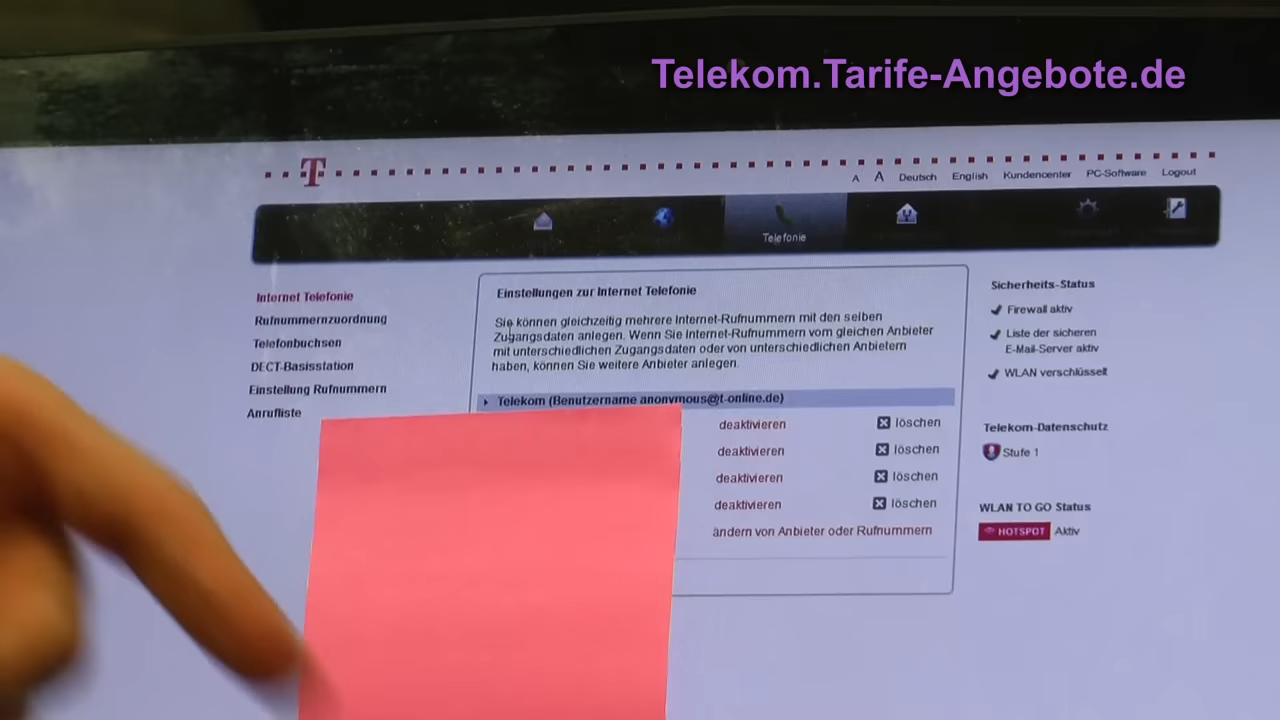 Telekom.Tarife-Angebote.de
T
A A Deutsch English Kundencenter PC-Software Logout
Telefonie
Internet Telefonie
Rufnummernzuordnung
Telefonbuchsen
DECT-Basisstation
Einstellung Rufnummern
Anrufliste
Einstellungen zur Internet Telefonie
Sie können gleichzeitig mehrere Internet-Rufnummern mit den selben
Zugangsdaten anlegen. Wenn Sie Internet-Rufnummern vom gleichen Anbieter
mit unterschiedlichen Zugangsdaten oder von unterschiedlichen Anbietern
haben, können Sie weitere Anbieter anlegen.
Telekom (Benutzername anonymous@t-online.de)
deaktivieren löschen
deaktivieren löschen
deaktivieren löschen
deaktivieren löschen
ändern von Anbieter oder Rufnummern
Sicherheits-Status
Firewall aktiv
Liste der sicheren
E-Mail-Server aktiv
WLAN verschlüsselt
Telekom-Datenschutz
Stufe 1
WLAN TO GO Status
HOTSPOT Aktiv